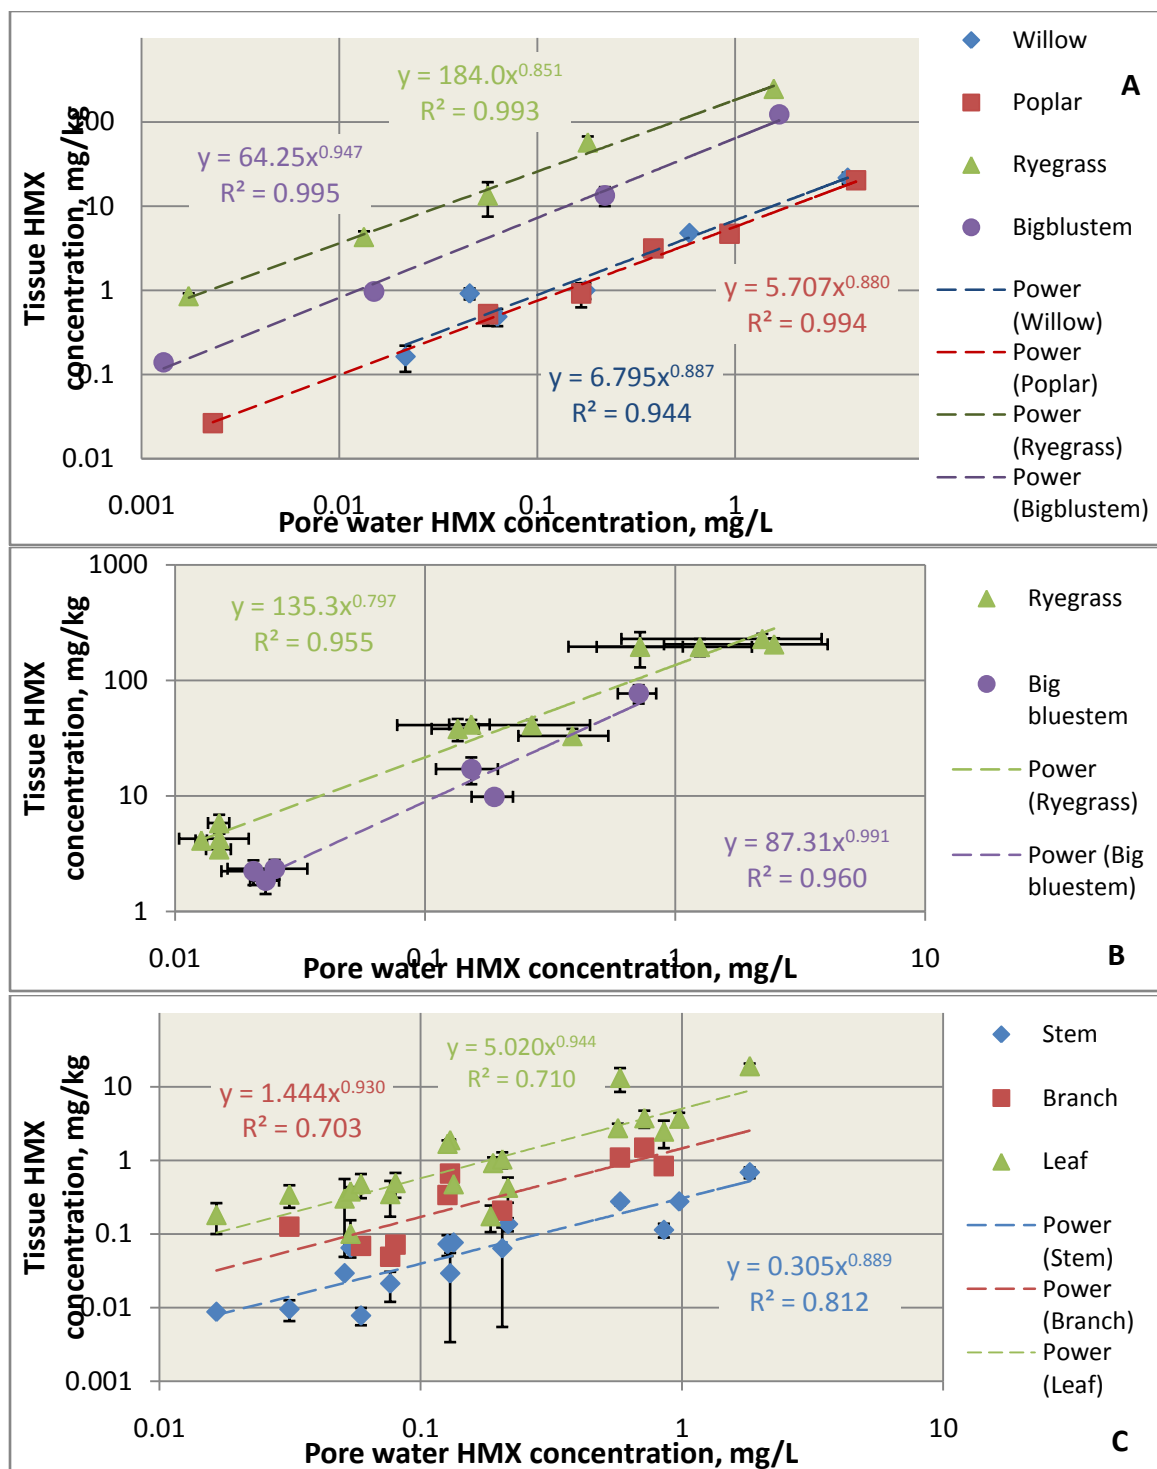 Willow
A
y = 184.0x^0.851
R² = 0.993
Poplar
Tissue HMX
concentration, mg/kg
100
y = 64.25x^0.947
R² = 0.995
Ryegrass
10
Bigblustem
1
y = 5.707x^0.880
R² = 0.994
Power
(Willow)
0.1
y = 6.795x^0.887
R² = 0.944
Power
(Poplar)
0.01
Power
(Ryegrass)
0.001
0.01
0.1
1
Power
(Bigblustem)
Pore water HMX concentration, mg/L
1000
Ryegrass
y = 135.3x^0.797
R² = 0.955
Tissue HMX
concentration, mg/kg
100
Big
bluestem
10
Power
(Ryegrass)
y = 87.31x^0.991
R² = 0.960
Power (Big
bluestem)
1
0.01
0.1
1
10
B
Pore water HMX concentration, mg/L
Stem
y = 5.020x^0.944
R² = 0.710
Tissue HMX
concentration, mg/kg
10
y = 1.444x^0.930
R² = 0.703
Branch
1
Leaf
0.1
Power
(Stem)
y = 0.305x^0.889
R² = 0.812
0.01
Power
(Branch)
0.001
Power
(Leaf)
0.01
0.1
1
10
Pore water HMX concentration, mg/L
C